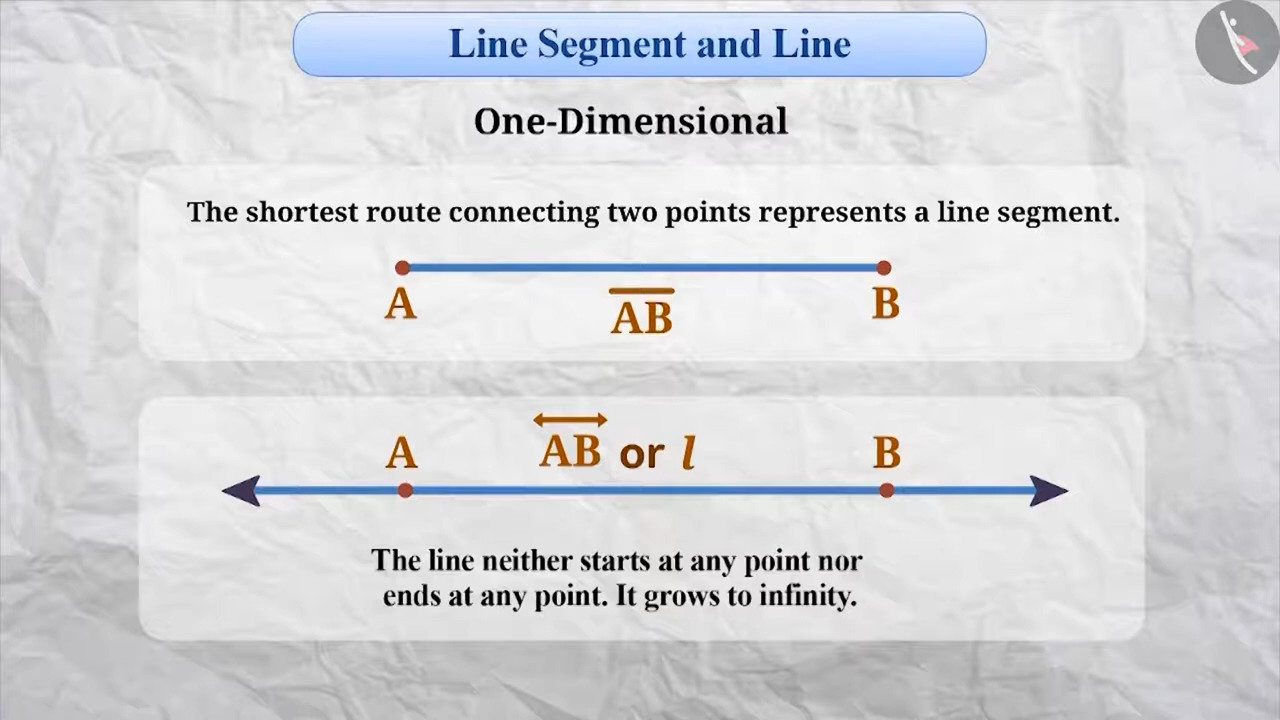 Line Segment and Line
One-Dimensional
The shortest route connecting two points represents a line segment.
A
B
AB
A
AB or l
B
The line neither starts at any point nor
ends at any point. It grows to infinity.